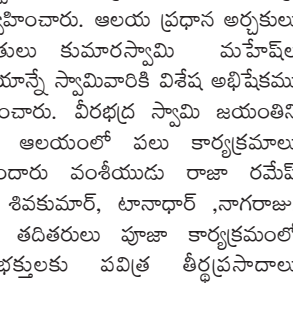 హించారు. ఆలయ ప్రధాన అర్చకులు
తులు కుమారస్వామి మహేష్‌ల
యాన్నే స్వామివారికి విశేష అభిషేకము
ంచారు. వీరభద్ర స్వామి జయంతిని
ఆలయంలో పలు కార్యక్రమాలు
ందారు వంశీయుడు రాజా రమేష్
శివకుమార్, టానాధార్ ,నాగరాజు
తదితరులు పూజా కార్యక్రమంలో
భక్తులకు పవిత్ర తీర్థప్రసాదాలు